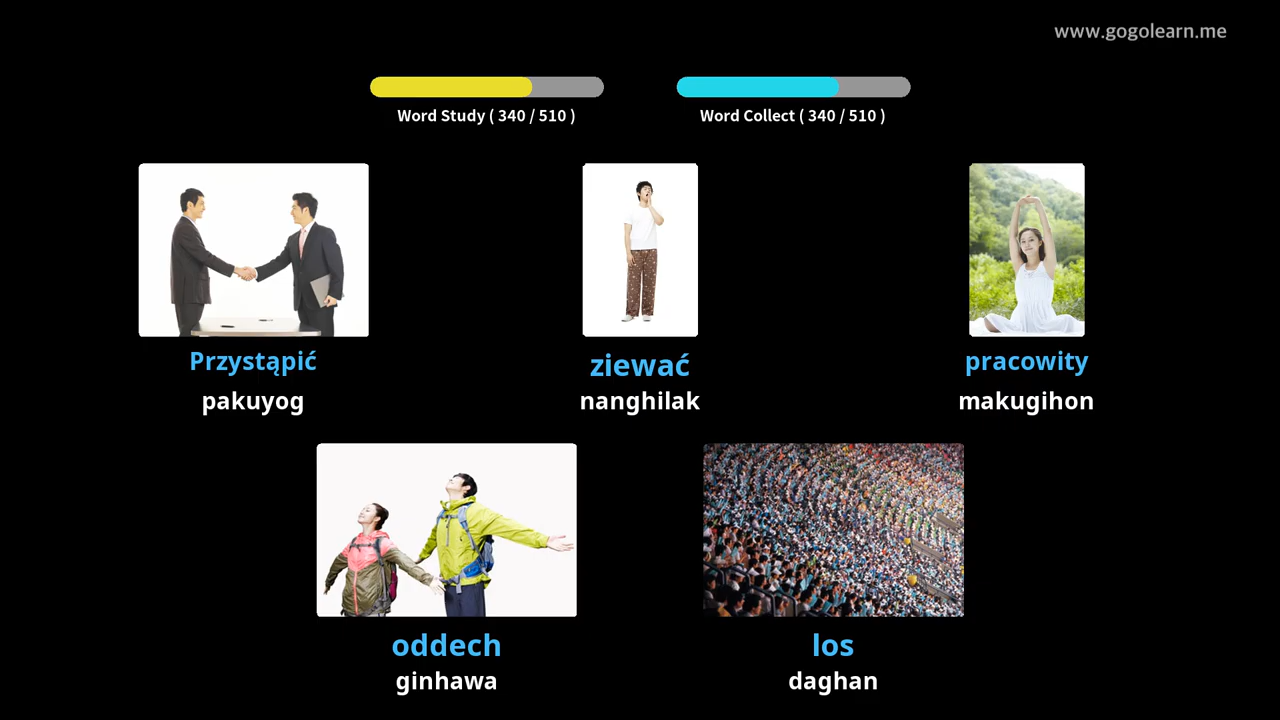 www.gogolearn.me
Word Study ( 340 / 510 )
Word Collect ( 340 / 510 )
Przystąpić
pakuyog
ziewać
nanghilak
pracowity
makugihon
oddech
ginhawa
los
daghan